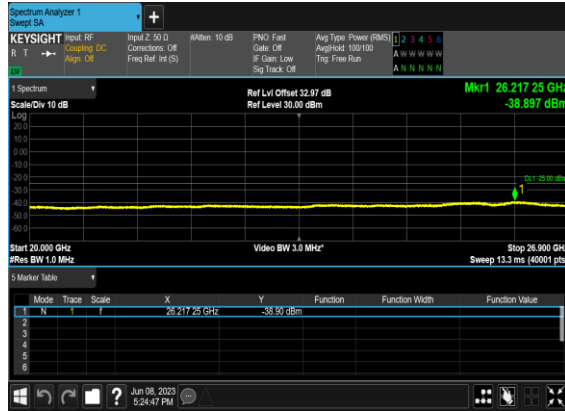 Spectrum Analyzer 1
Swept SA
+
KEYSIGHT Input: RF Input Z: 50 Ω #Atten: 10 dB PNO: Fast Avg Type: Power (RMS) 1 2 3 4 5 6
R T Coupling: DC Corrections: Off Gate: Off Avg|Hold: 100/100 A W W W W W
Align: Off Freq Ref: Int (S) IF Gain: Low Trig: Free Run
Sig Track: Off A N N N N N
LXI
1 Spectrum Ref Lvl Offset 32.97 dB Mkr1 26.217 25 GHz
Scale/Div 10 dB Ref Level 30.00 dBm -38.897 dBm
Log
20.0
10.0
0.00
-10.0
-20.0
DL1 -25.00 dBm
-30.0
1
-40.0
-50.0
-60.0
Start 20.000 GHz Video BW 3.0 MHz* Stop 26.900 GHz
#Res BW 1.0 MHz Sweep 13.3 ms (40001 pts)
5 Marker Table
Mode Trace Scale X Y Function Function Width Function Value
1 N 1 f 26.217 25 GHz -38.90 dBm
2
3
4
5
6
? Jun 08, 2023
5:24:47 PM